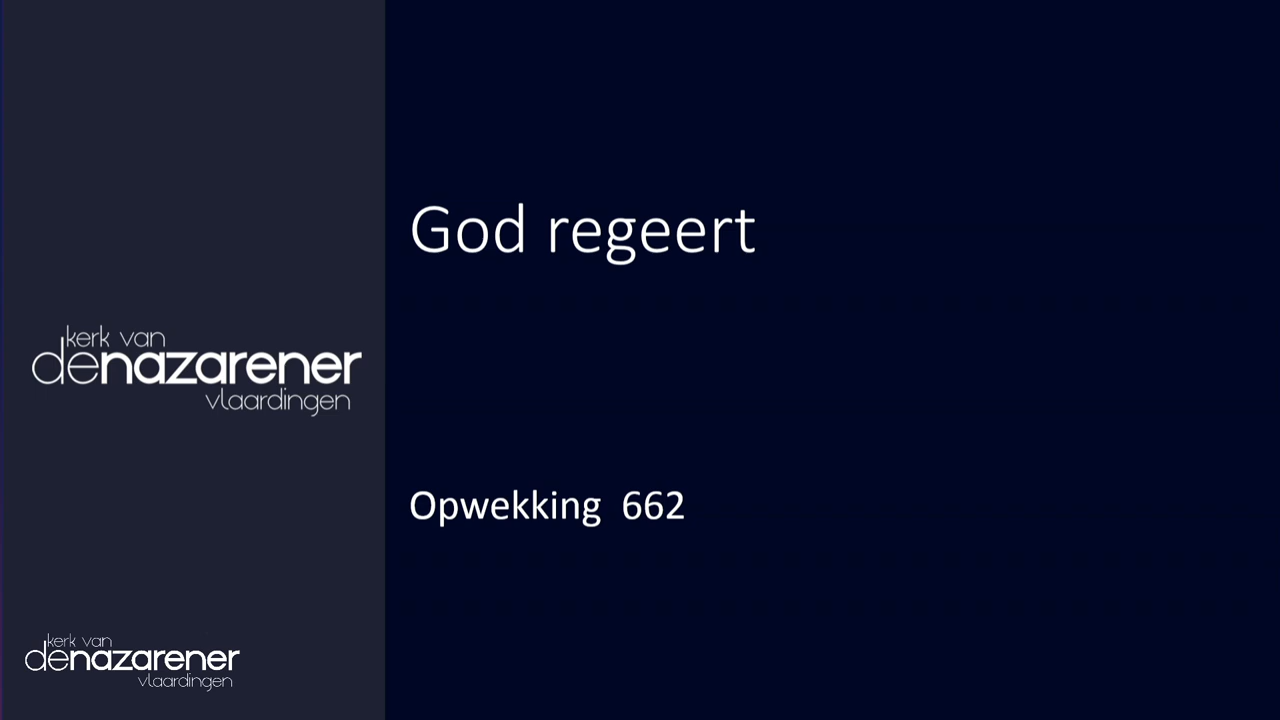 God regeert
kerk van
denazarener
vlaardingen
Opwekking 662
kerk van
denazarener
vlaardingen